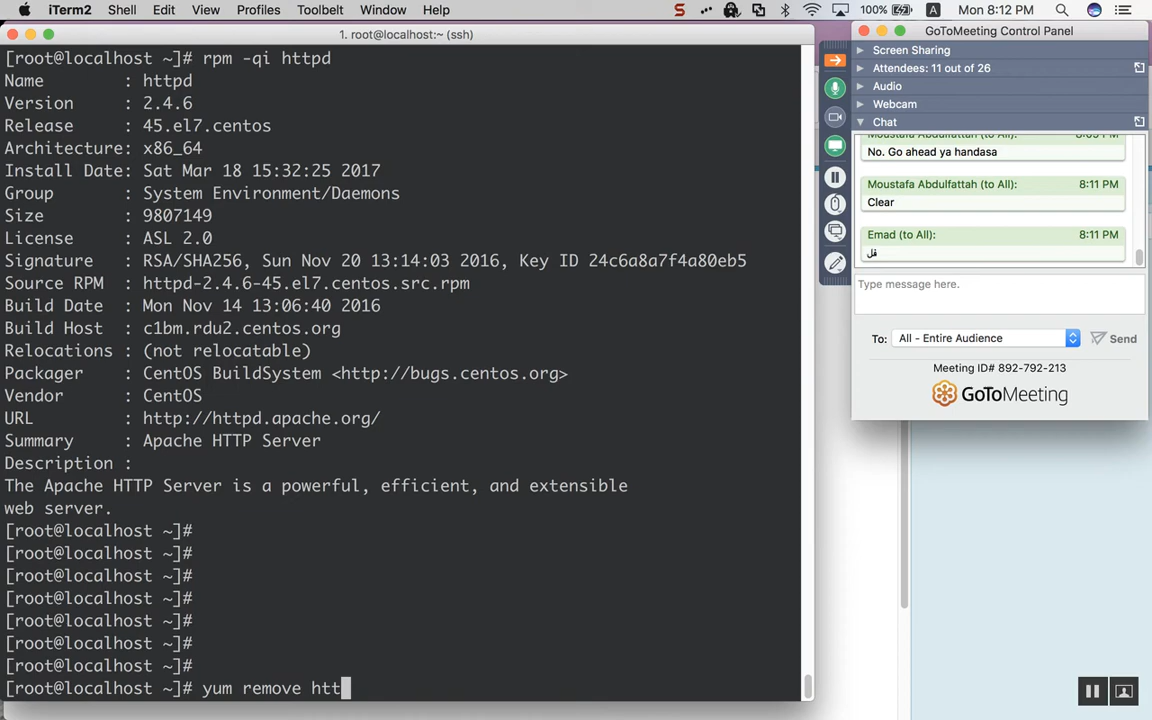 iTerm2 Shell Edit View Profiles Toolbelt Window Help 100% A Mon 8:12 PM
1. root@localhost:~ (ssh)
[root@localhost ~]# rpm -qi httpd
Name        : httpd
Version     : 2.4.6
Release     : 45.el7.centos
Architecture: x86_64
Install Date: Sat Mar 18 15:32:25 2017
Group       : System Environment/Daemons
Size        : 9807149
License     : ASL 2.0
Signature   : RSA/SHA256, Sun Nov 20 13:14:03 2016, Key ID 24c6a8a7f4a80eb5
Source RPM  : httpd-2.4.6-45.el7.centos.src.rpm
Build Date  : Mon Nov 14 13:06:40 2016
Build Host  : c1bm.rdu2.centos.org
Relocations : (not relocatable)
Packager    : CentOS BuildSystem <http://bugs.centos.org>
Vendor      : CentOS
URL         : http://httpd.apache.org/
Summary     : Apache HTTP Server
Description :
The Apache HTTP Server is a powerful, efficient, and extensible
web server.
[root@localhost ~]#
[root@localhost ~]#
[root@localhost ~]#
[root@localhost ~]#
[root@localhost ~]#
[root@localhost ~]#
[root@localhost ~]#
[root@localhost ~]# yum remove htt
GoToMeeting Control Panel
Screen Sharing
Attendees: 11 out of 26
Audio
Webcam
Chat
Moustafa Abdulfattah (to All):
No. Go ahead ya handasa
Moustafa Abdulfattah (to All): 8:11 PM
Clear
Emad (to All): 8:11 PM
فل
Type message here.
To: All - Entire Audience Send
Meeting ID# 892-792-213
GoToMeeting